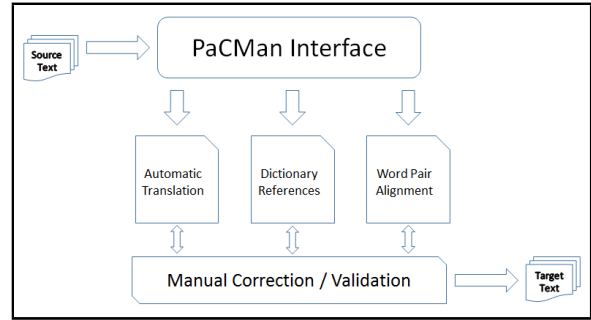 PaCMan Interface
Source
Text
Automatic
Translation
Dictionary
References
Word Pair
Alignment
Manual Correction / Validation
Target
Text